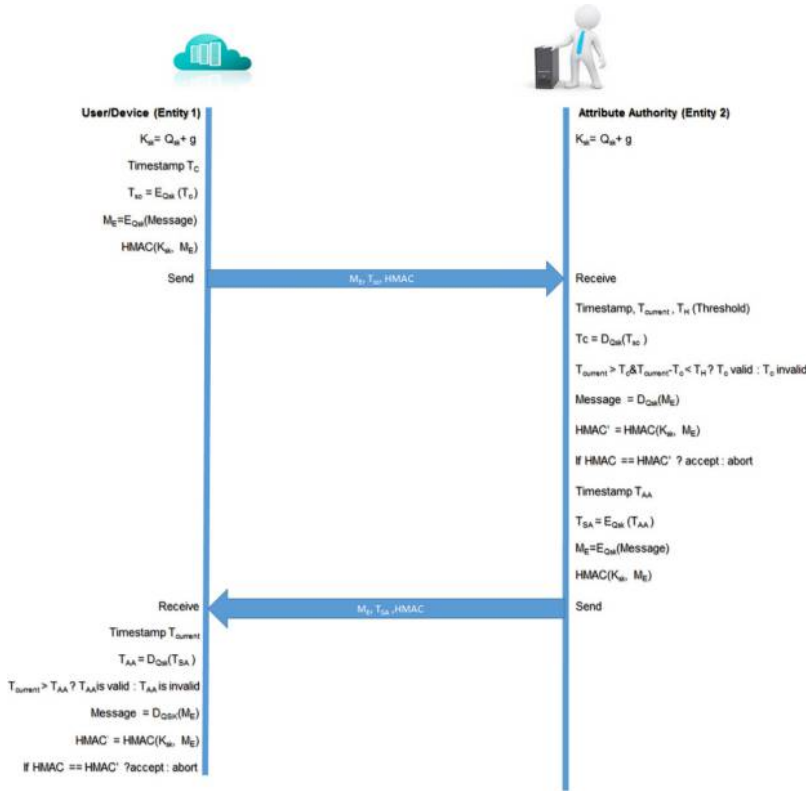 User/Device (Entity 1)
K_sk = Q_sk + g
Timestamp T_C
T_sc = E_Qsk (T_c)
M_E=E_Qsk(Message)
HMAC(K_sk, M_E)
Send
M_E, T_sc, HMAC
Attribute Authority (Entity 2)
K_sk = Q_sk + g
Receive
Timestamp, T_current , T_H (Threshold)
Tc = D_Qsk(T_sc )
T_current > T_c&T_current-T_c < T_H ? T_c valid : T_c invalid
Message = D_Qsk(M_E)
HMAC' = HMAC(K_sk, M_E)
If HMAC == HMAC' ? accept : abort
Timestamp T_AA
T_SA = E_Qsk (T_AA)
M_E=E_Qsk(Message)
HMAC(K_sk, M_E)
Send
M_E, T_SA ,HMAC
Receive
Timestamp T_current
T_AA = D_Qsk(T_SA )
T_current > T_AA ? T_AA is valid : T_AA is invalid
Message = D_QSK(M_E)
HMAC' = HMAC(K_sk, M_E)
If HMAC == HMAC' ?accept : abort